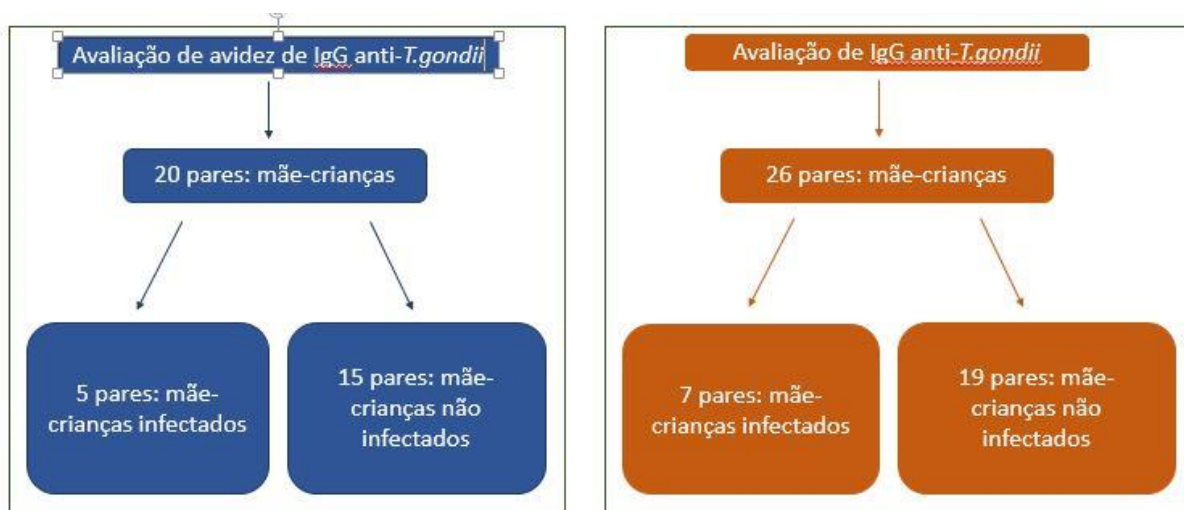 Avaliação de avidez de IgG anti-T.gondii
20 pares: mãe-crianças
5 pares: mãe-
crianças infectados
15 pares: mãe-
crianças não
infectados
Avaliação de IgG anti-T.gondii
26 pares: mãe-crianças
7 pares: mãe-
crianças infectados
19 pares: mãe-
crianças não
infectados